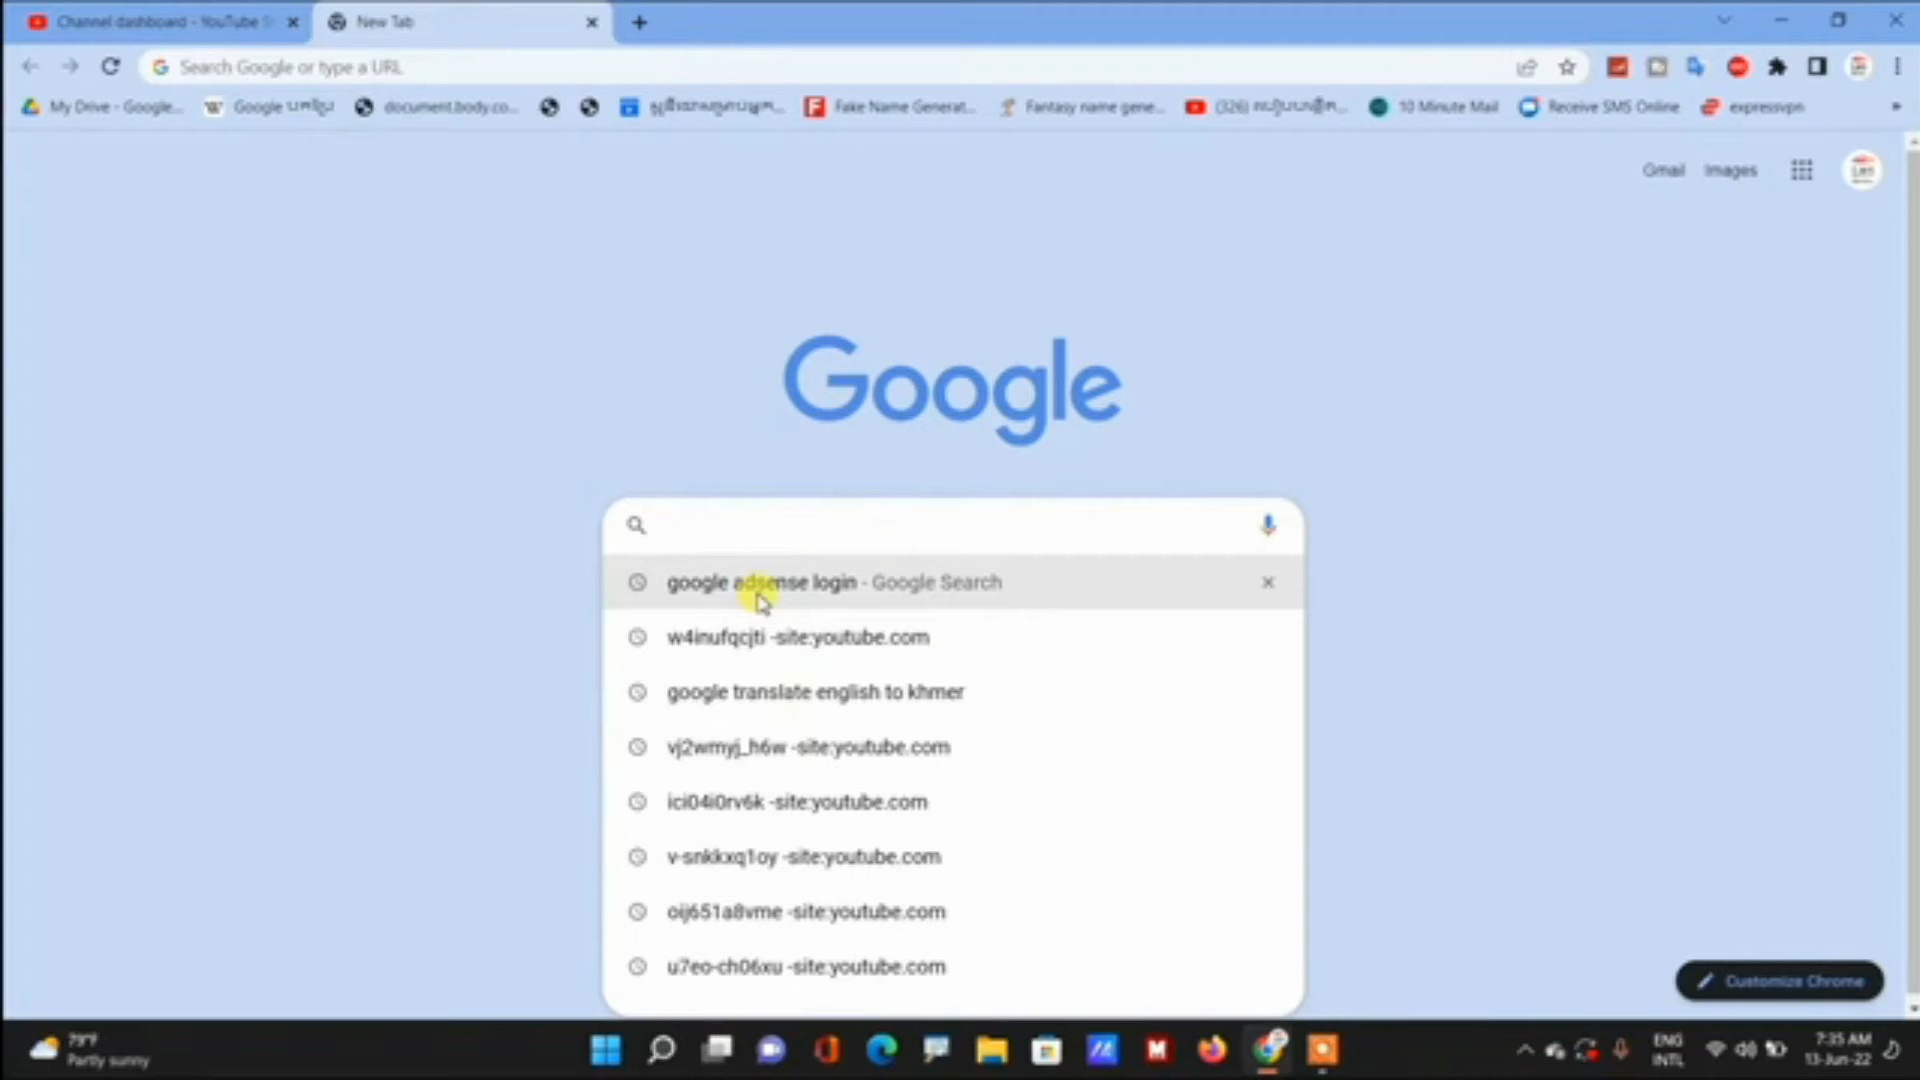 Channel dashboard - YouTube S
New Tab
Search Google or type a URL
My Drive - Google...
Google
document.body.co...
Fake Name Generat...
Fantasy name gene...
(326)
10 Minute Mail
Receive SMS Online
expressvpn
Gmail Images
Google
google adsense login - Google Search
w4inufqcjti -site:youtube.com
google translate english to khmer
vj2wmyj_h6w -site:youtube.com
ici04i0rv6k -site:youtube.com
v-snkkxq1oy -site:youtube.com
oij651a8vme -site:youtube.com
u7eo-ch06xu -site:youtube.com
Customize Chrome
79°F
Partly sunny
ENG
INTL
7:35 AM
13-Jun-22